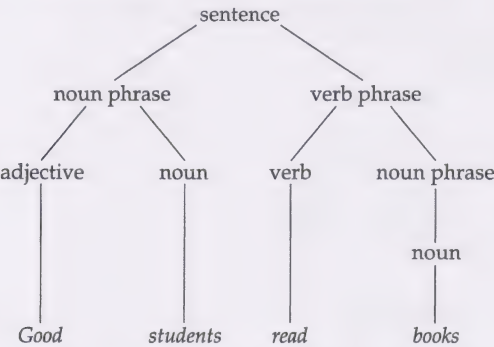 sentence
noun phrase verb phrase
adjective noun verb noun phrase
noun
Good students read books